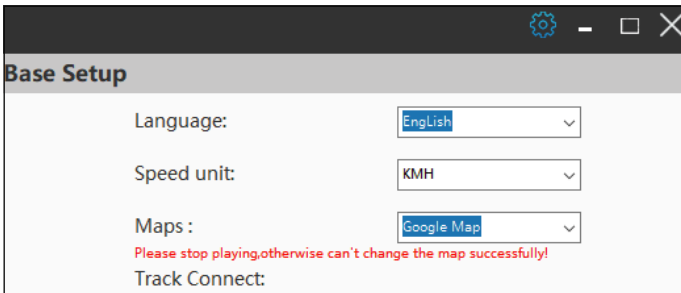 Base Setup
Language: EngLish
Speed unit: KMH
Maps : Google Map
Please stop playing,otherwise can't change the map successfully!
Track Connect: